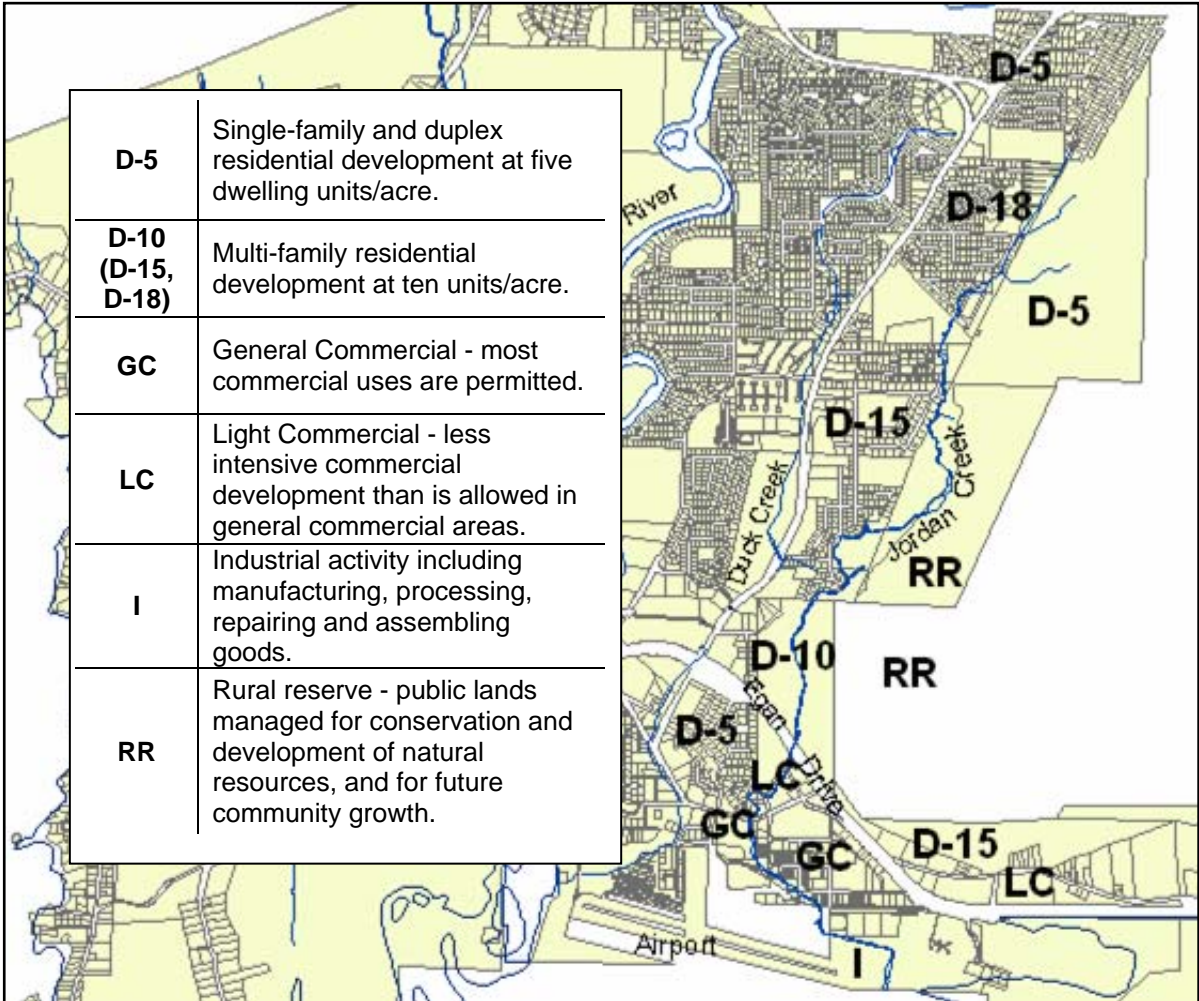 D-5
Single-family and duplex
residential development at five
dwelling units/acre.
D-10
(D-15,
D-18)
Multi-family residential
development at ten units/acre.
GC
General Commercial - most
commercial uses are permitted.
LC
Light Commercial - less
intensive commercial
development than is allowed in
general commercial areas.
I
Industrial activity including
manufacturing, processing,
repairing and assembling
goods.
RR
Rural reserve - public lands
managed for conservation and
development of natural
resources, and for future
community growth.
D-5
River
D-18
D-5
D-15
Duck Creek
Jordan Creek
RR
D-10
RR
Egan Drive
D-5
LC
GC
GC
D-15
LC
Airport
I